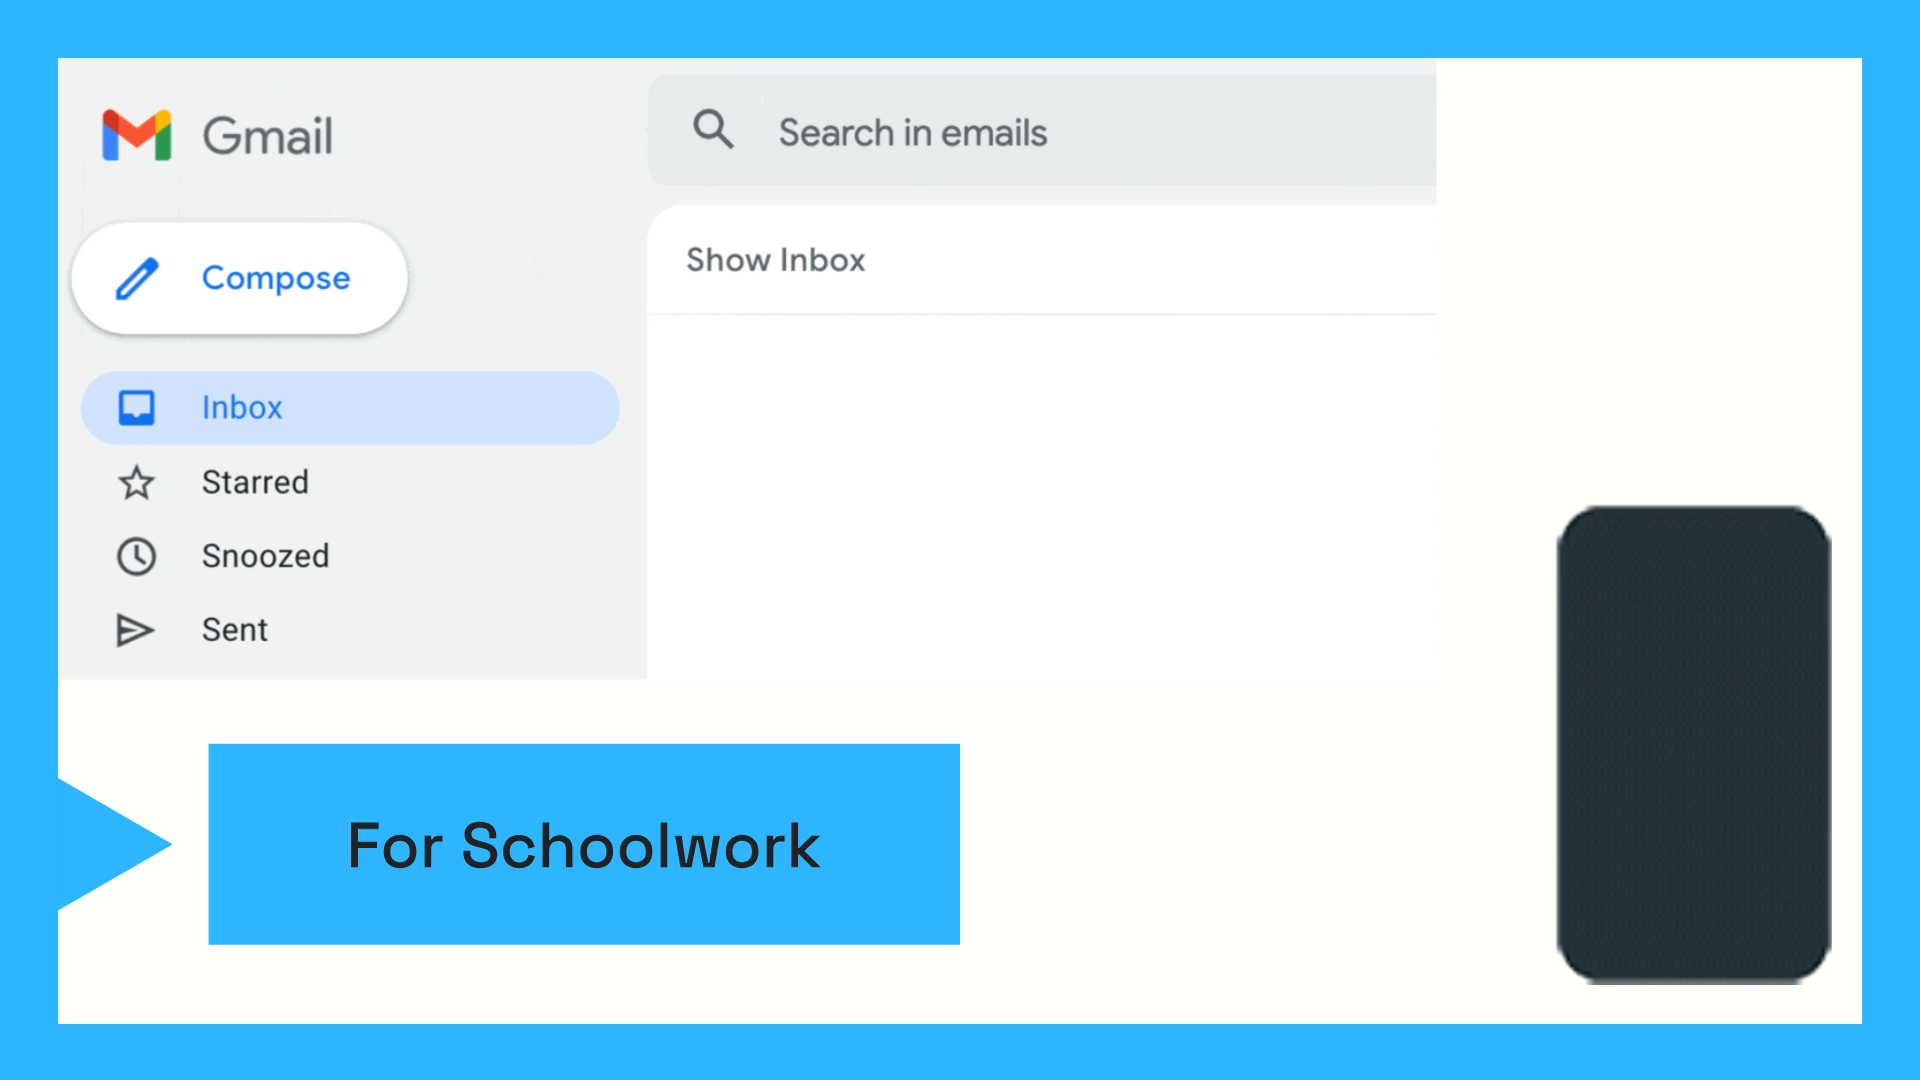 Gmail
Search in emails
Compose
Show Inbox
Inbox
Starred
Snoozed
Sent
For Schoolwork